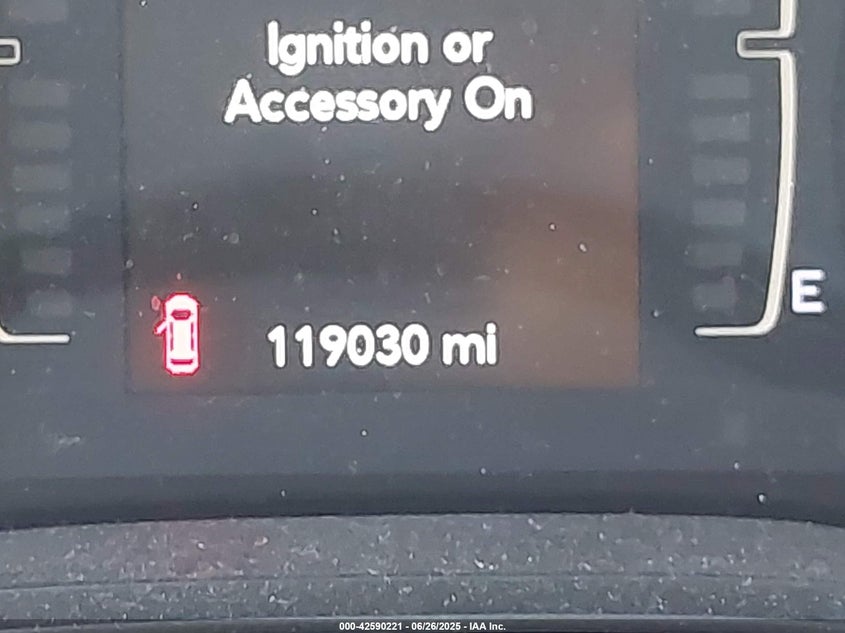 Ignition or
Accessory On
E
119030 mi
000-42590221 - 06/26/2025 - IAA Inc.